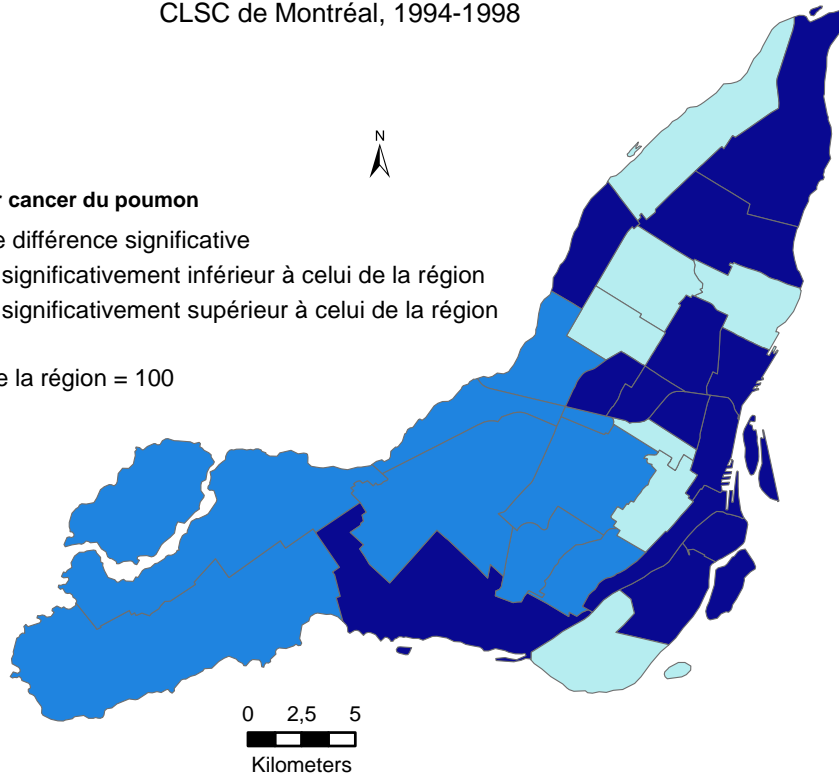 CLSC de Montréal, 1994-1998
N
cancer du poumon
différence significative
significativement inférieur à celui de la région
significativement supérieur à celui de la région
la région = 100
0 2,5 5
Kilometers